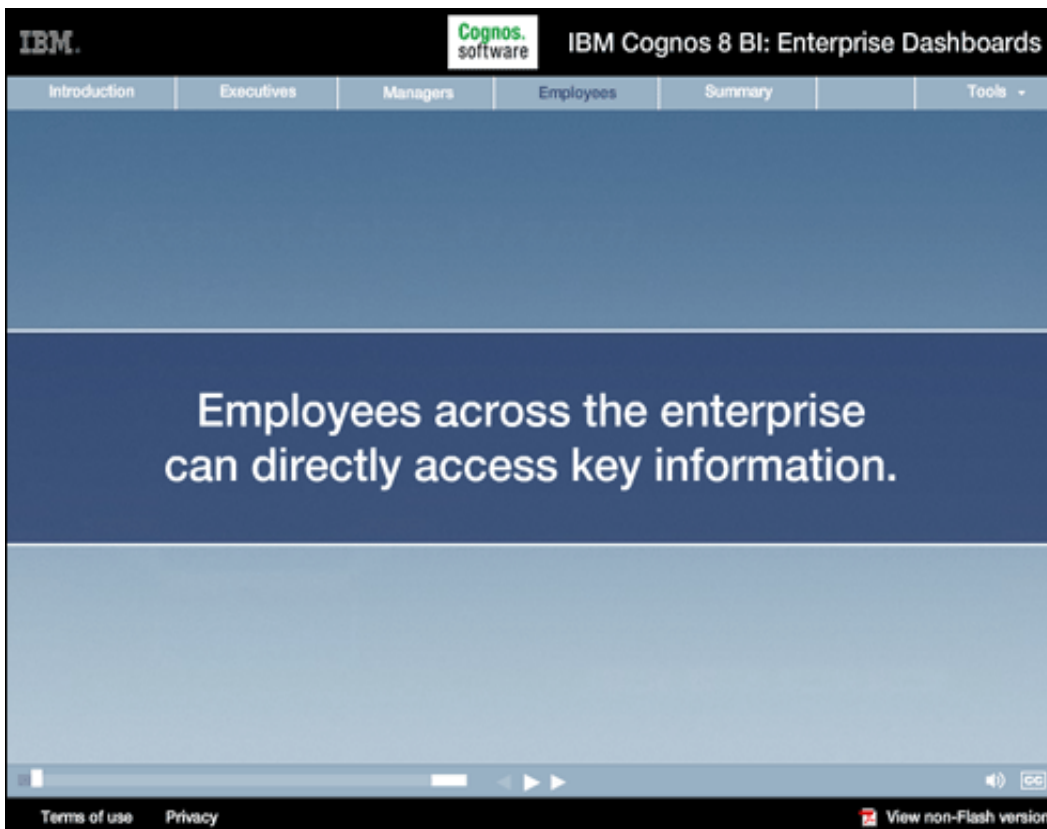 IBM.
Cognos.
software
IBM Cognos 8 BI: Enterprise Dashboards
Introduction Executives Managers Employees Summary Tools
Employees across the enterprise
can directly access key information.
CC
Terms of use Privacy View non-Flash version